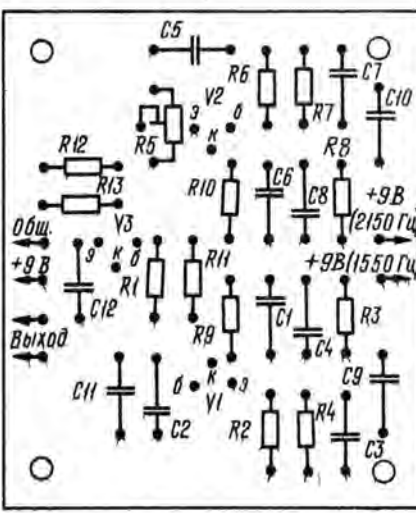 C5
R6
C7
V2
C10
э
б
R5
R7
к
R12
R8
R13
R10
C6
C8
+9В
(2150 Гц)
V3
Общ.
э
к
б
R11
+9В(1550 Гц)
+9 В
C12
R1
R9
C1
R3
C4
Выход
C9
C11
C2
б
к
э
V1
R2
R4
C3